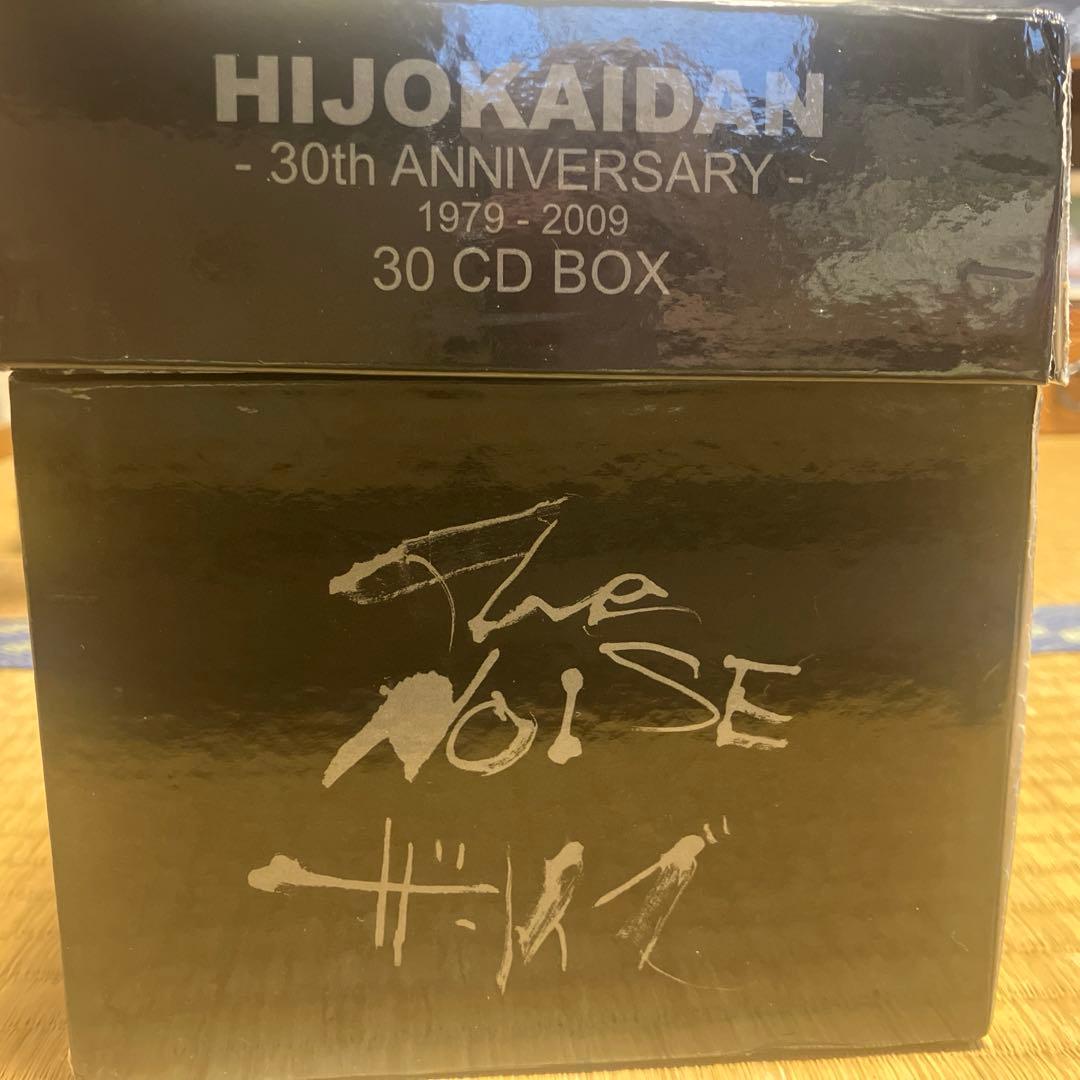 HIJOKAIDAN
- 30th ANNIVERSARY -
1979 - 2009
30 CD BOX
The
NOISE
ザ・ノイズ